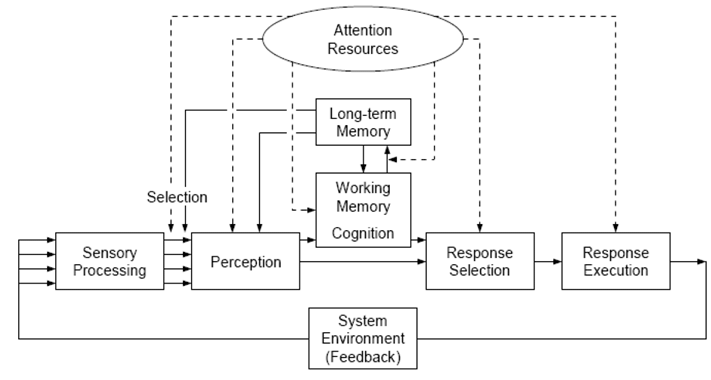 Attention
Resources
Long-term
Memory
Selection
Working
Memory
Cognition
Sensory
Processing
Perception
Response
Selection
Response
Execution
System
Environment
(Feedback)